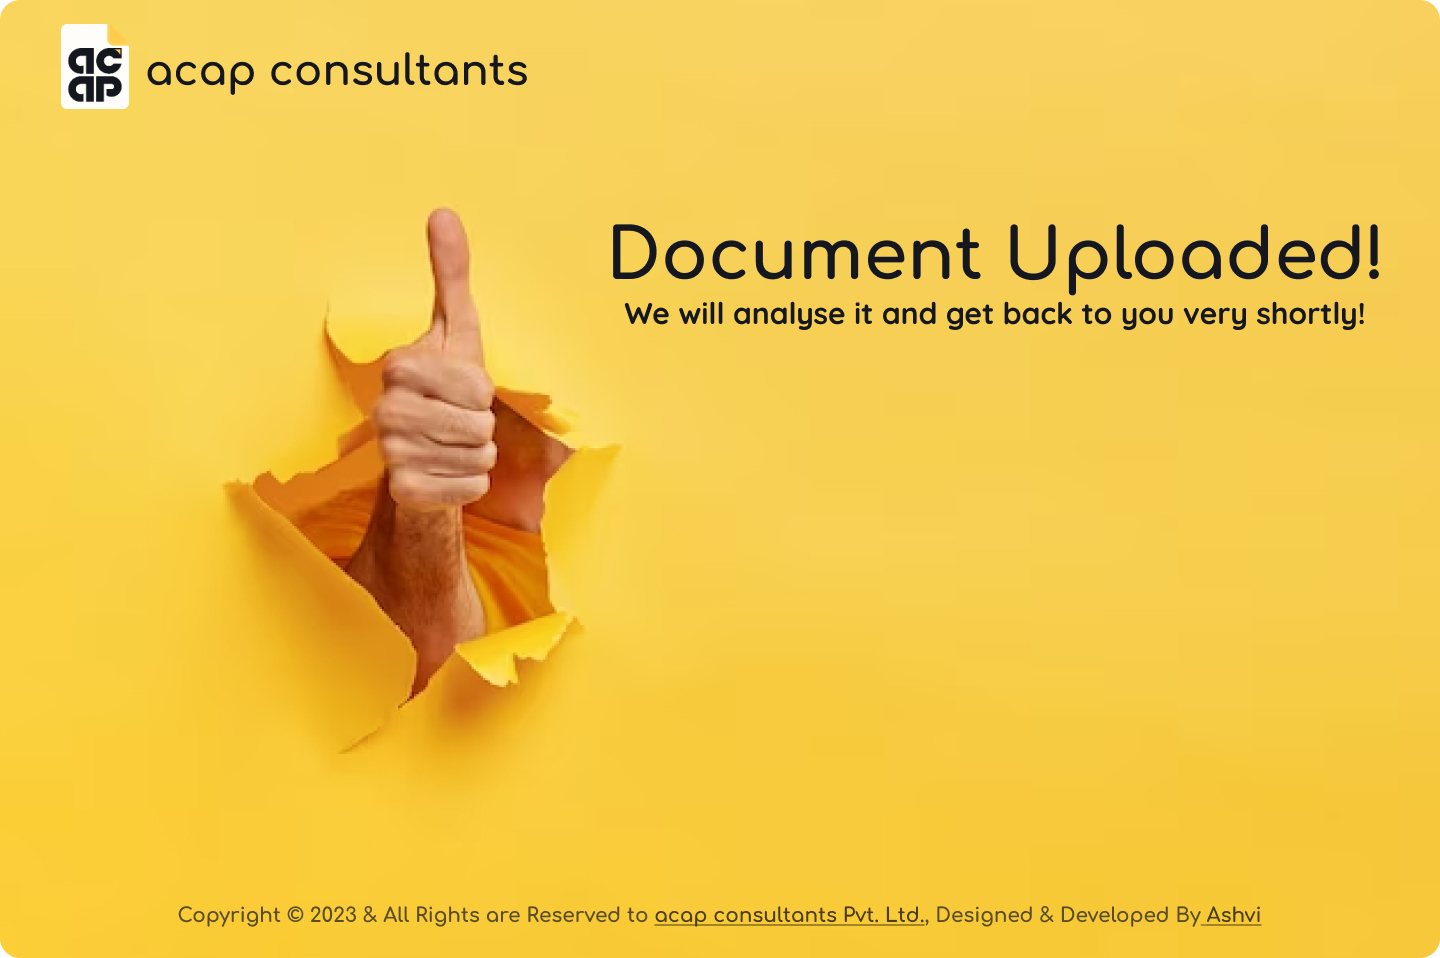 ac
ap
acap consultants
Document Uploaded!
We will analyse it and get back to you very shortly!
Copyright © 2023 & All Rights are Reserved to acap consultants Pvt. Ltd., Designed & Developed By Ashvi